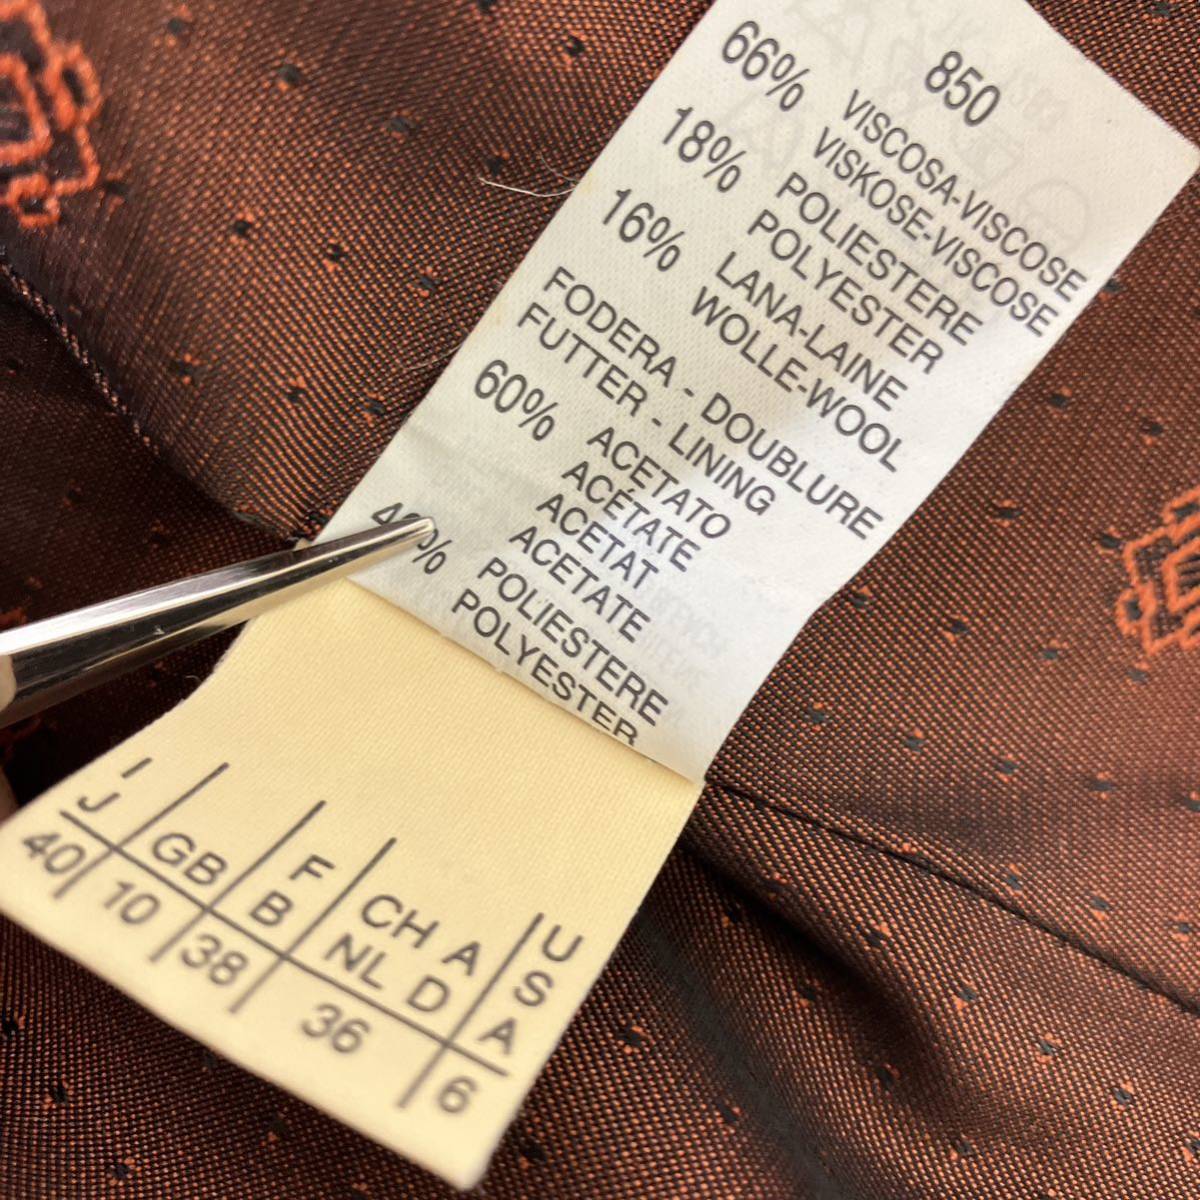 850
66% VISCOSA-VISCOSE
VISKOSE-VISCOSE
18% POLIESTERE
POLYESTER
16% LANA-LAINE
WOLLE-WOOL
FODERA - DOUBLURE
FUTTER - LINING
60% ACETATO
ACÉTATE
ACETAT
ACETATE
POLIESTERE
POLYESTER
I GB F CH A U
J B NL D S
A
40 10 38 36 6